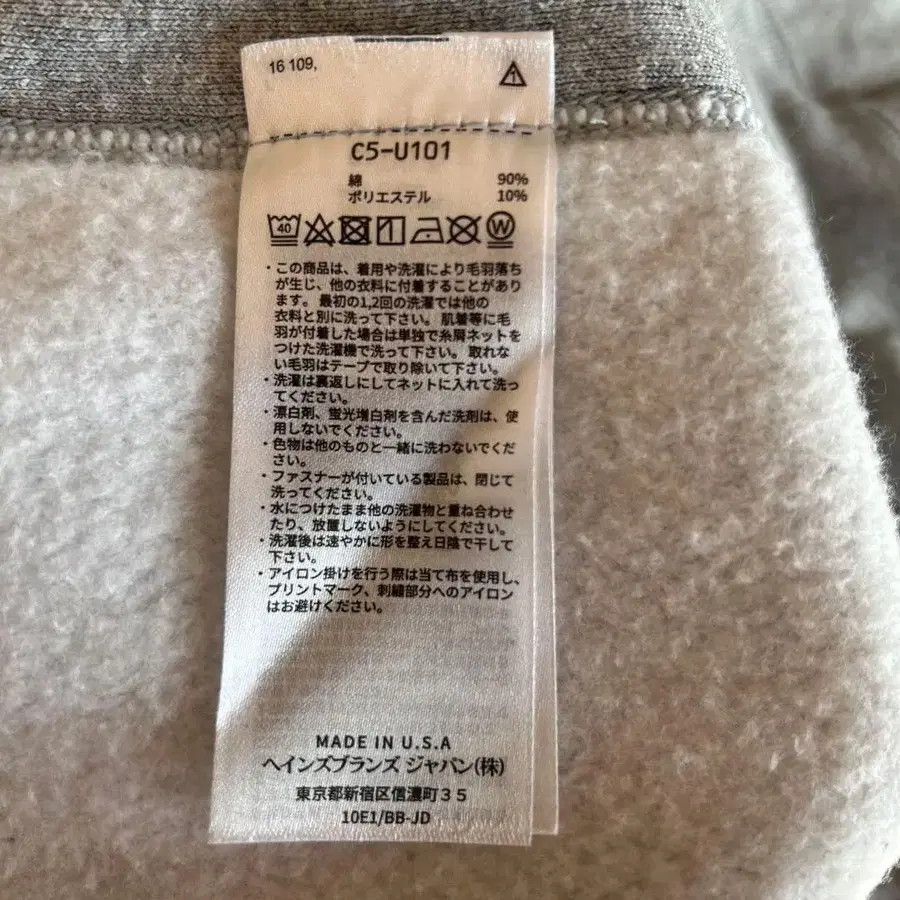 16 109,
1
C5-U101
綿 90%
ポリエステル 10%
40 W
・この商品は、着用や洗濯により毛羽落ち
が生じ、他の衣料に付着することがあり
ます。 最初の1,2回の洗濯では他の
衣料と別に洗って下さい。 肌着等に毛
羽が付着した場合は単独で糸屑ネットを
つけた洗濯機で洗って下さい。 取れな
い毛羽はテープで取り除いて下さい。
・洗濯は裏返しにしてネットに入れて洗っ
てください。
・漂白剤、蛍光増白剤を含んだ洗剤は、使
用しないでください。
・色物は他のものと一緒に洗わないでくだ
さい。
・ファスナーが付いている製品は、閉じて
洗ってください。
・水につけたまま他の洗濯物と重ね合わせ
たり、放置しないようにしてください。
・洗濯後は速やかに形を整え日陰で干して
下さい。
・アイロン掛けを行う際は当て布を使用し、
プリントマーク、刺繍部分へのアイロン
はお避けください。
MADE IN U.S.A
ヘインズブランズ ジャパン(株)
東京都新宿区信濃町35
10E1/BB-JD